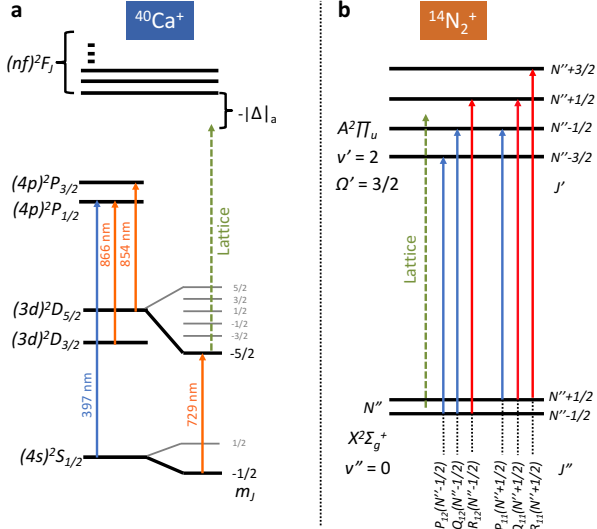 a
⁴⁰Ca⁺
(nf)²F_J
-|Δ|ₐ
(4p)²P₃/₂
(4p)²P₁/₂
866 nm
854 nm
Lattice
(3d)²D₅/₂
5/2
3/2
1/2
-1/2
-3/2
-5/2
(3d)²D₃/₂
397 nm
729 nm
(4s)²S₁/₂
1/2
-1/2
m_J
b
¹⁴N₂⁺
N''+3/2
N''+1/2
A²∏ᵤ
N''-1/2
v' = 2
N''-3/2
Ω' = 3/2
J'
Lattice
N''
N''+1/2
N''-1/2
X²Σ_g⁺
v'' = 0
J''
P₁₂(N''-1/2)
Q₁₂(N''-1/2)
R₁₂(N''-1/2)
P₁₁(N''+1/2)
Q₁₁(N''+1/2)
R₁₁(N''+1/2)